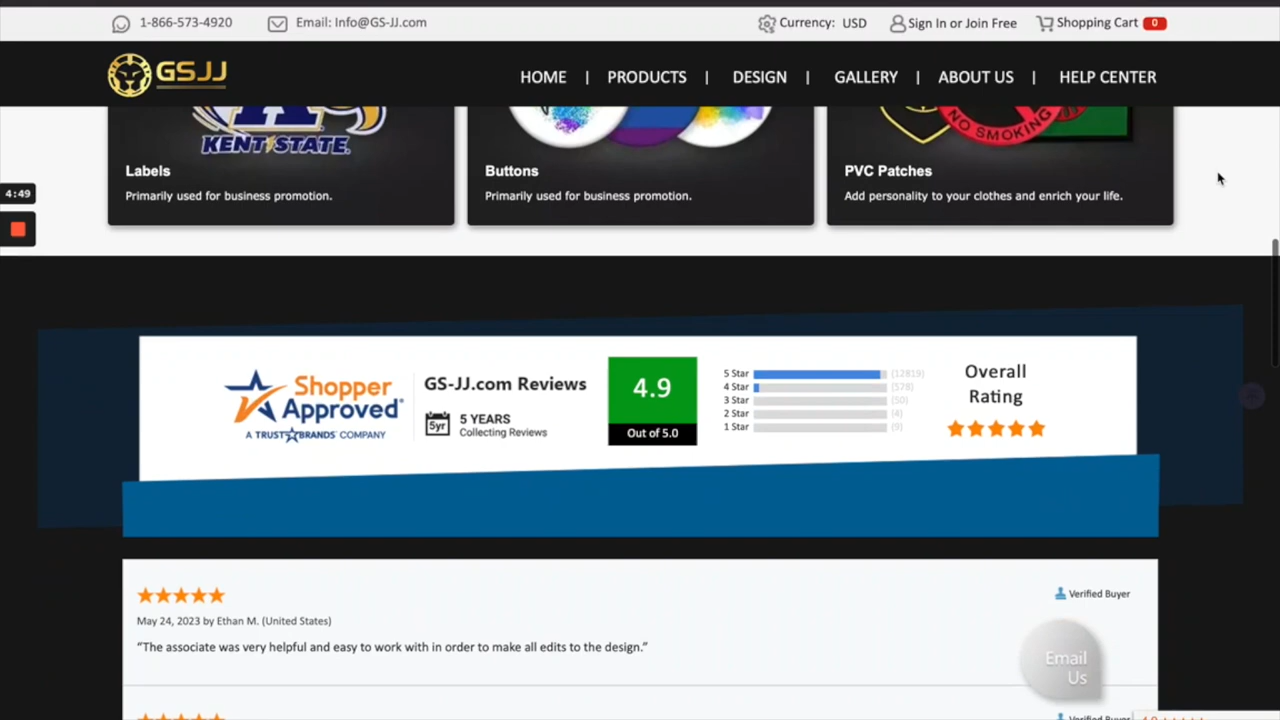 1-866-573-4920
Email: Info@GS-JJ.com
Currency: USD
Sign In or Join Free
Shopping Cart 0
GSJJ
HOME | PRODUCTS | DESIGN | GALLERY | ABOUT US | HELP CENTER
KENT STATE.
NO SMOKING
Labels
Primarily used for business promotion.
Buttons
Primarily used for business promotion.
PVC Patches
Add personality to your clothes and enrich your life.
4:49
Shopper
Approved
A TRUSTBRANDS COMPANY
GS-JJ.com Reviews
5yr
5 YEARS
Collecting Reviews
4.9
Out of 5.0
5 Star (12819)
4 Star (578)
3 Star (50)
2 Star (4)
1 Star (9)
Overall
Rating
Verified Buyer
May 24, 2023 by Ethan M. (United States)
“The associate was very helpful and easy to work with in order to make all edits to the design.”
Email
Us